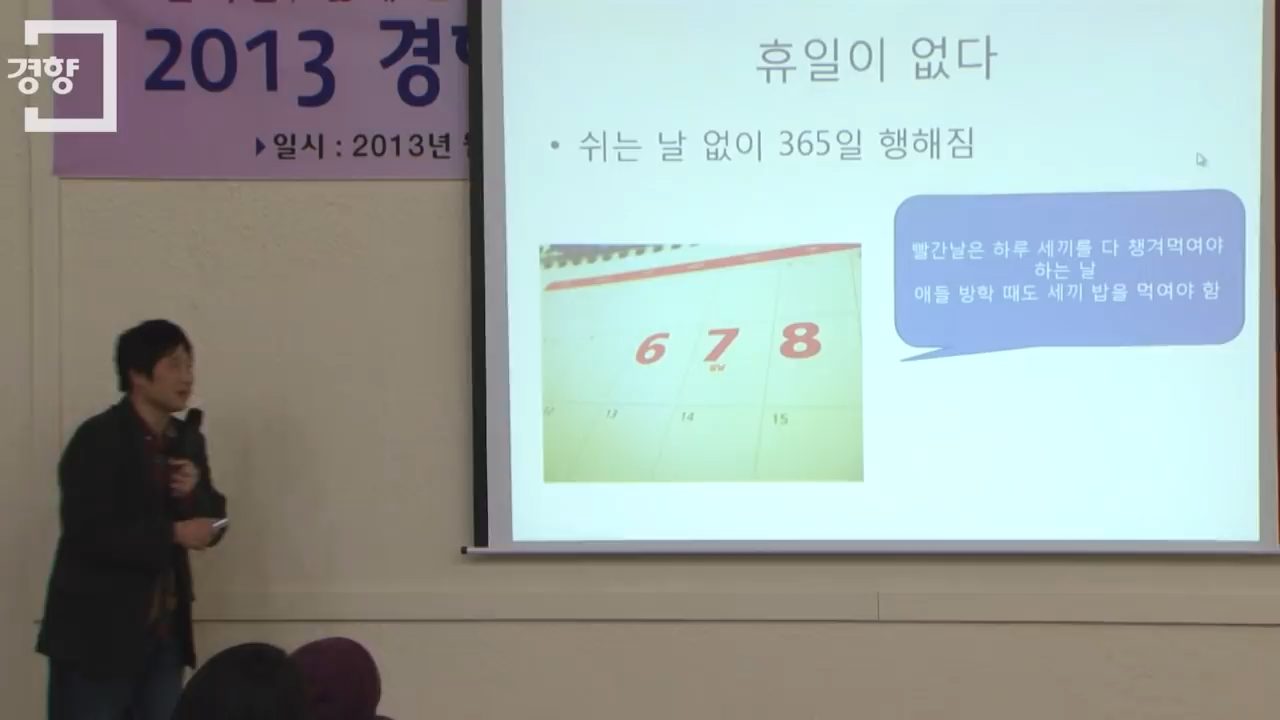 경향
2013 경
일시 : 2013년
휴일이 없다
• 쉬는 날 없이 365일 행해짐
빨간날은 하루 세끼를 다 챙겨먹여야
하는 날
애들 방학 때도 세끼 밥을 먹여야 함
6 7 8
13 14 15